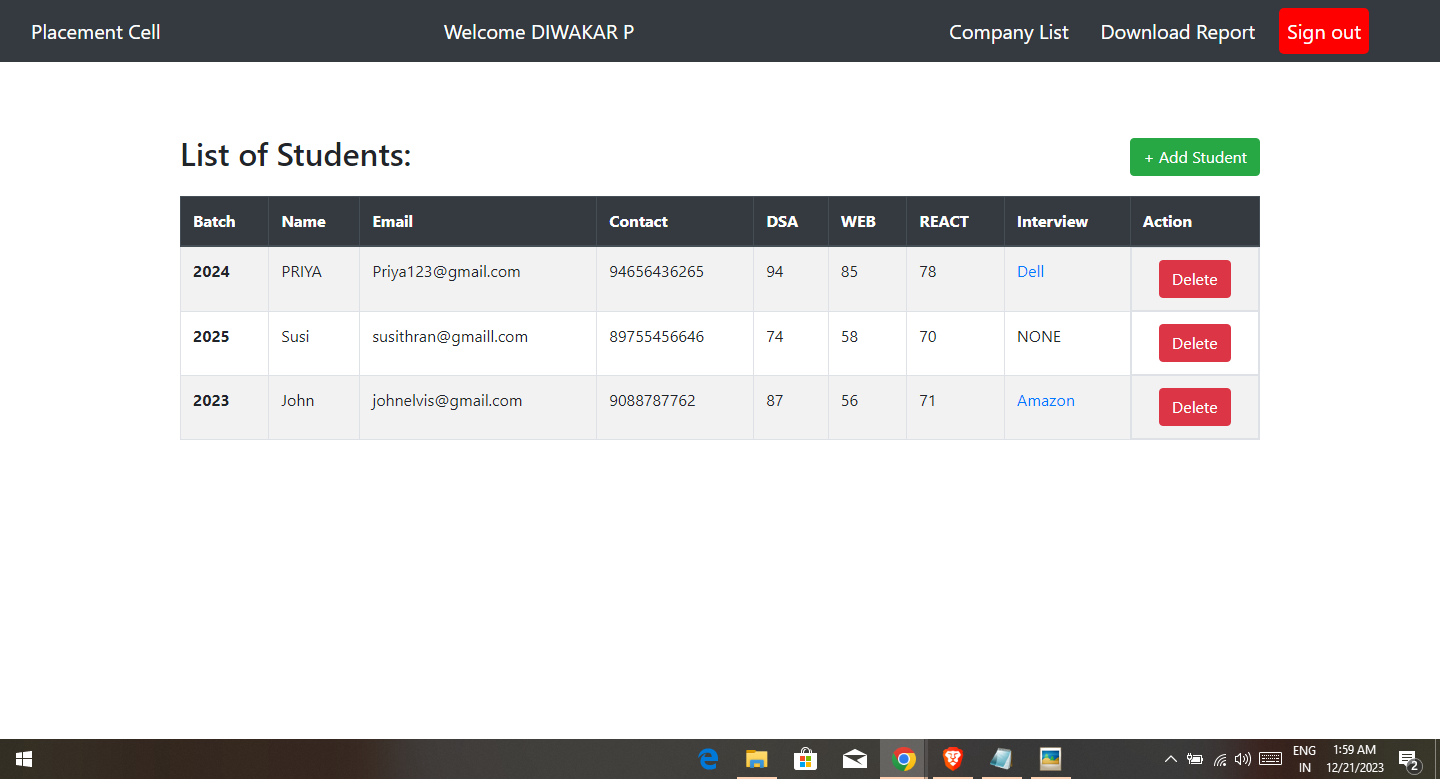 Placement Cell Welcome DIWAKAR P Company List Download Report Sign out
List of Students: + Add Student
Batch Name Email Contact DSA WEB REACT Interview Action
2024 PRIYA Priya123@gmail.com 94656436265 94 85 78 Dell Delete
2025 Susi susithran@gmaill.com 89755456646 74 58 70 NONE Delete
2023 John johnelvis@gmail.com 9088787762 87 56 71 Amazon Delete
ENG 1:59 AM
IN 12/21/2023 2